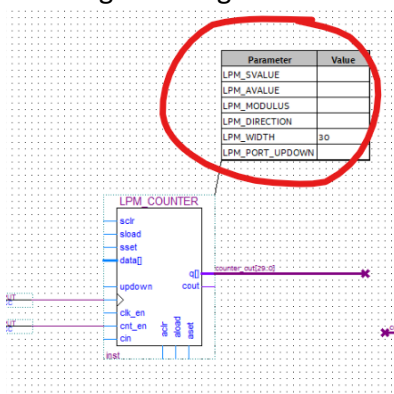 Parameter Value
LPM_SVALUE
LPM_AVALUE
LPM_MODULUS
LPM_DIRECTION
LPM_WIDTH 30
LPM_PORT_UPDOWN
LPM_COUNTER
sclr
sload
sset
data[]
q[] counter_out[29..0]
updown cout
clk_en
cnt_en
cin
aclr
aload
aset
inst